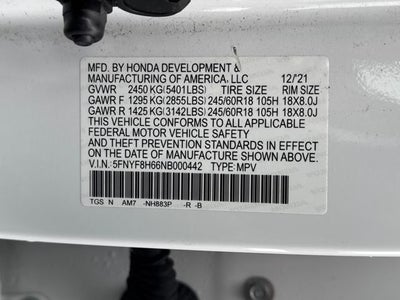 MFD. BY HONDA DEVELOPMENT &
MANUFACTURING OF AMERICA, LLC 12/'21
GVWR 2450 KG(5401LBS) TIRE SIZE RIM SIZE
GAWR F 1295 KG(2855LBS) 245/60R18 105H 18X8.0J
GAWR R 1425 KG(3142LBS) 245/60R18 105H 18X8.0J
THIS VEHICLE CONFORMS TO ALL APPLICABLE
FEDERAL MOTOR VEHICLE SAFETY
AND THEFT PREVENTION STANDARDS IN EFFECT
ON THE DATE OF MANUFACTURE SHOWN ABOVE.
V.I.N.: 5FNYF8H66NB000442 TYPE: MPV
TGS N AM7 -NH883P -R -B